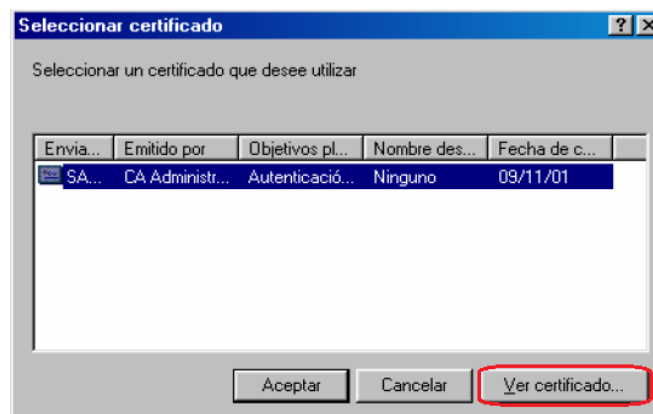 Seleccionar certificado
Seleccionar un certificado que desee utilizar
Envia... Emitido por Objetivos pl... Nombre des... Fecha de c...
SA... CA Administr... Autenticació... Ninguno 09/11/01
Aceptar Cancelar Ver certificado...